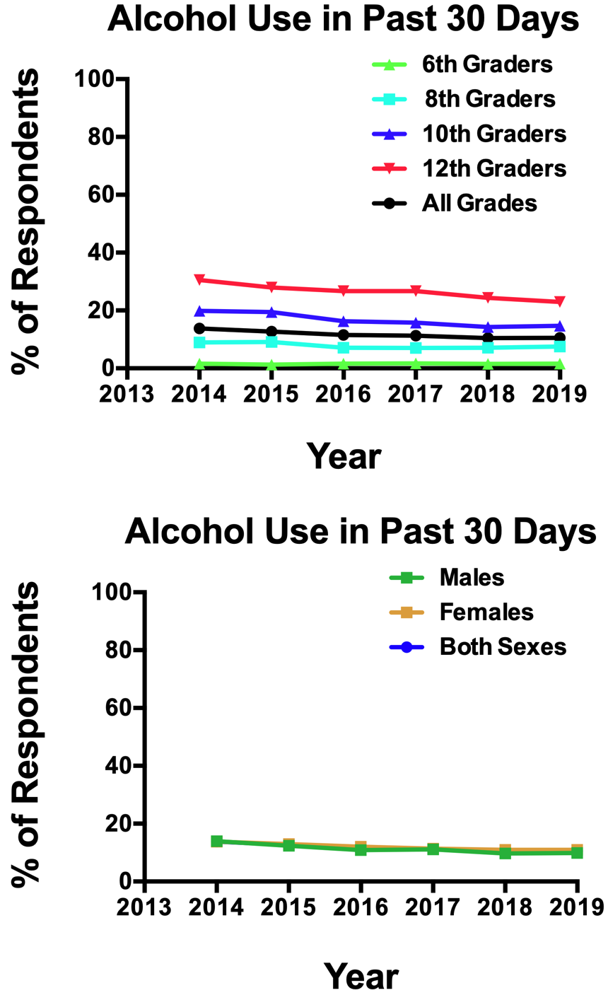 Alcohol Use in Past 30 Days
6th Graders
8th Graders
10th Graders
12th Graders
All Grades
% of Respondents
100
80
60
40
20
0
2013 2014 2015 2016 2017 2018 2019
Year
Alcohol Use in Past 30 Days
Males
Females
Both Sexes
% of Respondents
100
80
60
40
20
0
2013 2014 2015 2016 2017 2018 2019
Year